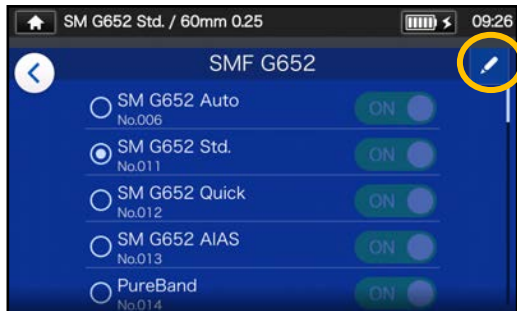 SM G652 Std. / 60mm 0.25 09:26
SMF G652
SM G652 Auto ON
No.006
SM G652 Std. ON
No.011
SM G652 Quick ON
No.012
SM G652 AIAS ON
No.013
PureBand ON
No.014